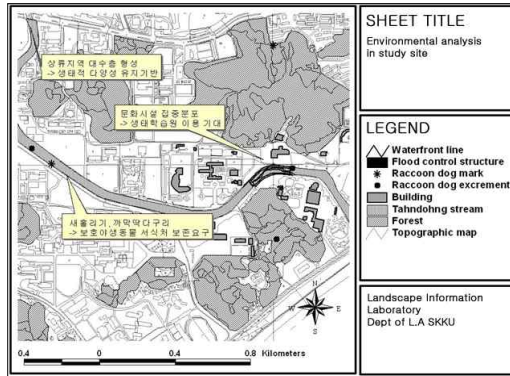 상류지역 대수층 형성
-> 생태적 다양성 유지기반
문화시설 집중분포
-> 생태학습원 이용 기대
새홀리기, 까막딱다구리
-> 보호야생동물 서식처 보존요구
N
W
E
S
0.4 0 0.4 0.8 Kilometers
SHEET TITLE
Environmental analysis
in study site
LEGEND
Waterfront line
Flood control structure
Raccoon dog mark
Raccoon dog excrement
Building
Tahndohng stream
Forest
Topographic map
Landscape Information
Laboratory
Dept of L.A SKKU